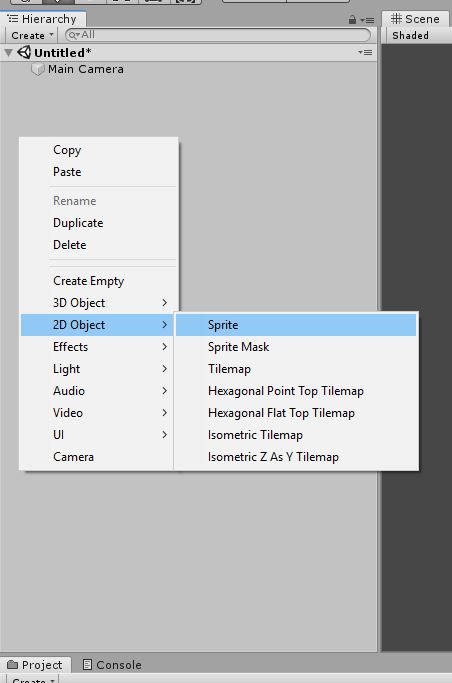 Hierarchy
Scene
Create
All
Shaded
Untitled*
Main Camera
Copy
Paste
Rename
Duplicate
Delete
Create Empty
3D Object
2D Object
Sprite
Effects
Sprite Mask
Light
Tilemap
Audio
Hexagonal Point Top Tilemap
Video
Hexagonal Flat Top Tilemap
UI
Isometric Tilemap
Camera
Isometric Z As Y Tilemap
Project
Console
Create